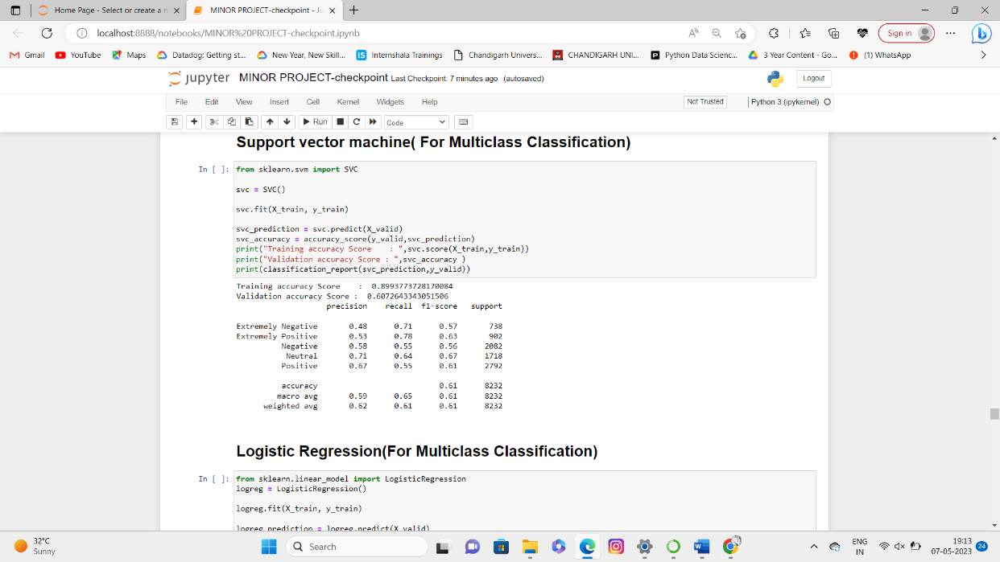 Home Page - Select or create a n
MINOR PROJECT-checkpoint - Ju
localhost:8888/notebooks/MINOR%20PROJECT-checkpoint.ipynb
Sign in
Gmail
YouTube
Maps
Datadog: Getting st...
New Year, New Skill...
Internshala Trainings
Chandigarh Univers...
CHANDIGARH UNI...
Python Data Scienc...
3 Year Content - Go...
(1) WhatsApp
jupyter MINOR PROJECT-checkpoint Last Checkpoint: 7 minutes ago (autosaved)
Logout
File Edit View Insert Cell Kernel Widgets Help
Not Trusted
Python 3 (ipykernel)
Run
Code
Support vector machine( For Multiclass Classification)
In [ ]: from sklearn.svm import SVC
svc = SVC()
svc.fit(X_train, y_train)
svc_prediction = svc.predict(X_valid)
svc_accuracy = accuracy_score(y_valid,svc_prediction)
print("Training accuracy Score    : ",svc.score(X_train,y_train))
print("Validation accuracy Score : ",svc_accuracy )
print(classification_report(svc_prediction,y_valid))
Training accuracy Score    :  0.8993773728170084
Validation accuracy Score :  0.6072643343051506
precision recall f1-score support
Extremely Negative 0.48 0.71 0.57 738
Extremely Positive 0.53 0.78 0.63 902
Negative 0.58 0.55 0.56 2082
Neutral 0.71 0.64 0.67 1718
Positive 0.67 0.55 0.61 2792
accuracy 0.61 8232
macro avg 0.59 0.65 0.61 8232
weighted avg 0.62 0.61 0.61 8232
Logistic Regression(For Multiclass Classification)
In [ ]: from sklearn.linear_model import LogisticRegression
logreg = LogisticRegression()
logreg.fit(X_train, y_train)
logreg_prediction = logreg.predict(X_valid)
32°C
Sunny
Search
ENG
IN
19:13
07-05-2023
24